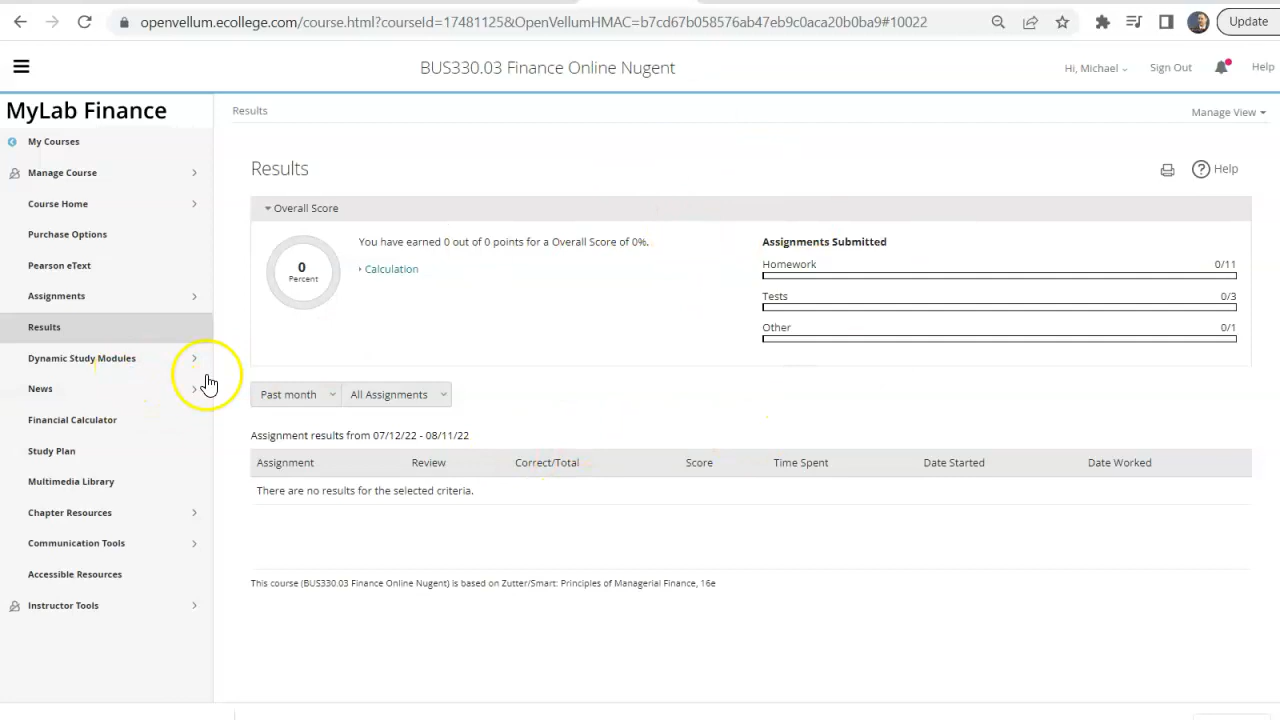 openvellum.ecollege.com/course.html?courseId=17481125&OpenVellumHMAC=b7cd67b058576ab47eb9c0aca20b0ba9#10022
Update
BUS330.03 Finance Online Nugent
Hi, Michael
Sign Out
Help
MyLab Finance
My Courses
Manage Course
Course Home
Purchase Options
Pearson eText
Assignments
Results
Dynamic Study Modules
News
Financial Calculator
Study Plan
Multimedia Library
Chapter Resources
Communication Tools
Accessible Resources
Instructor Tools
Results
Manage View
Results
Help
Overall Score
0
Percent
You have earned 0 out of 0 points for a Overall Score of 0%.
Calculation
Assignments Submitted
Homework 0/11
Tests 0/3
Other 0/1
Past month All Assignments
Assignment results from 07/12/22 - 08/11/22
Assignment Review Correct/Total Score Time Spent Date Started Date Worked
There are no results for the selected criteria.
This course (BUS330.03 Finance Online Nugent) is based on Zutter/Smart: Principles of Managerial Finance, 16e